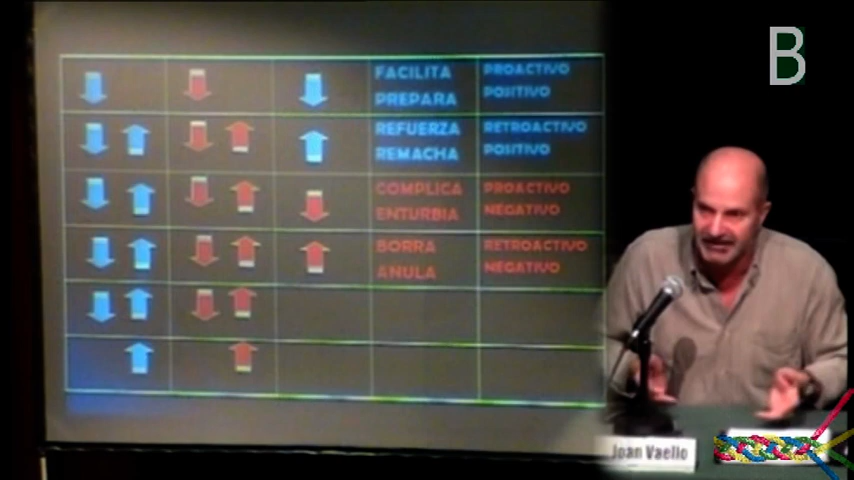 B
FACILITA
PREPARA
PROACTIVO
POSITIVO
REFUERZA
REMACHA
RETROACTIVO
POSITIVO
COMPLICA
ENTURBIA
PROACTIVO
NEGATIVO
BORRA
ANULA
RETROACTIVO
NEGATIVO
Joan Vaello